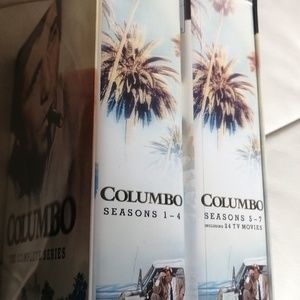 COLUMBO
THE COMPLETE SERIES
COLUMBO
SEASONS 1-4
COLUMBO
SEASONS 5-7
INCLUDING 24 TV MOVIES